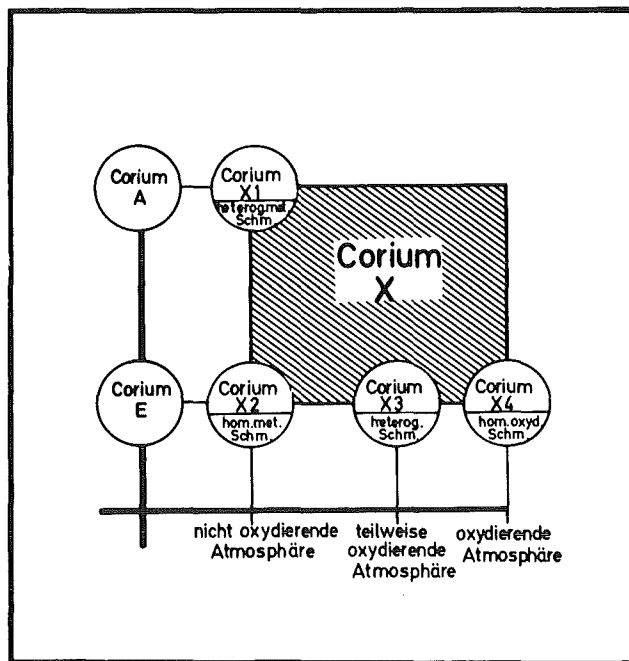 Corium
A
Corium
X1
heterog.met.
Schm.
Corium
X
Corium
E
Corium
X2
hom.met.
Schm.
Corium
X3
heterog.
Schm.
Corium
X4
hom.oxyd.
Schm.
nicht oxydierende
Atmosphäre
teilweise
oxydierende
Atmosphäre
oxydierende
Atmosphäre